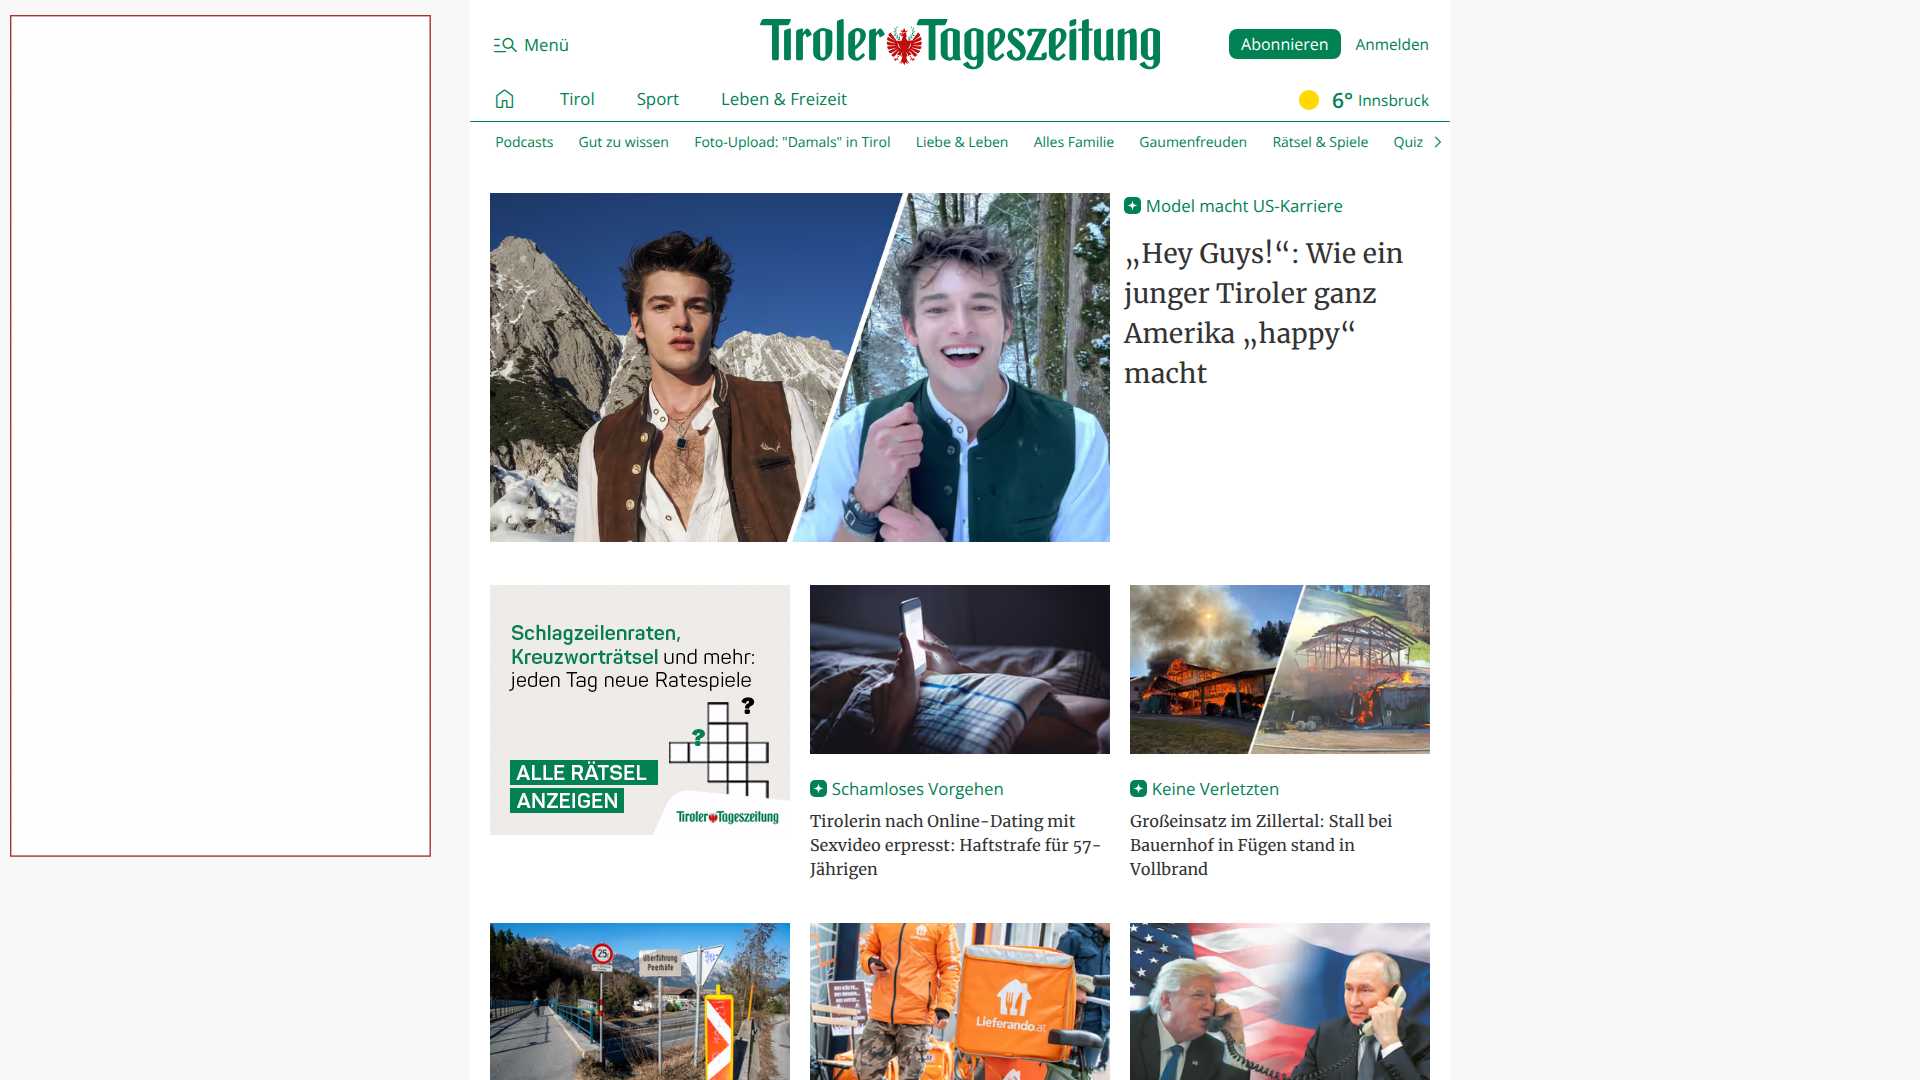 Menü
Tiroler Tageszeitung
Abonnieren
Anmelden
Tirol
Sport
Leben & Freizeit
6° Innsbruck
Podcasts
Gut zu wissen
Foto-Upload: "Damals" in Tirol
Liebe & Leben
Alles Familie
Gaumenfreuden
Rätsel & Spiele
Quiz
Model macht US-Karriere
„Hey Guys!“: Wie ein
junger Tiroler ganz
Amerika „happy“
macht
Schlagzeilenraten,
Kreuzworträtsel und mehr:
jeden Tag neue Ratespiele
?
?
ALLE RÄTSEL
ANZEIGEN
Tiroler Tageszeitung
Schamloses Vorgehen
Tirolerin nach Online-Dating mit
Sexvideo erpresst: Haftstrafe für 57-
Jährigen
Keine Verletzten
Großeinsatz im Zillertal: Stall bei
Bauernhof in Fügen stand in
Vollbrand
25
Überführung
Peerhöfe
Lieferando.at